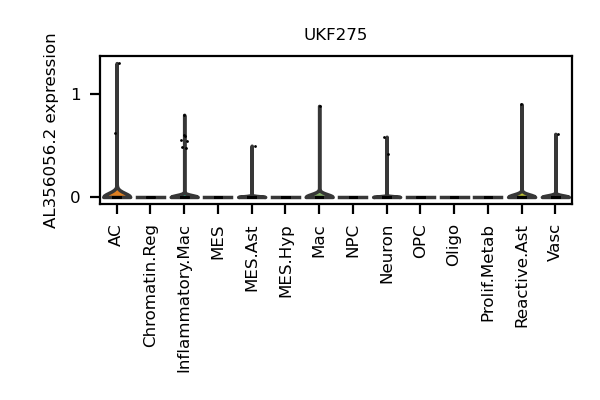 UKF275
AL356056.2 expression
1
0
AC
Chromatin.Reg
Inflammatory.Mac
MES
MES.Ast
MES.Hyp
Mac
NPC
Neuron
OPC
Oligo
Prolif.Metab
Reactive.Ast
Vasc